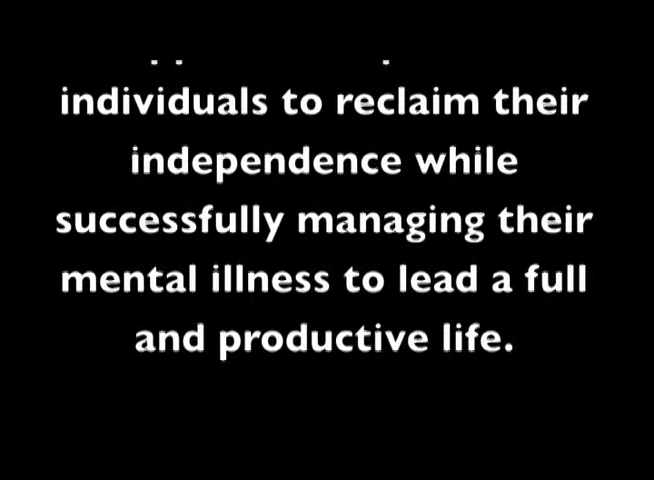 individuals to reclaim their
independence while
successfully managing their
mental illness to lead a full
and productive life.